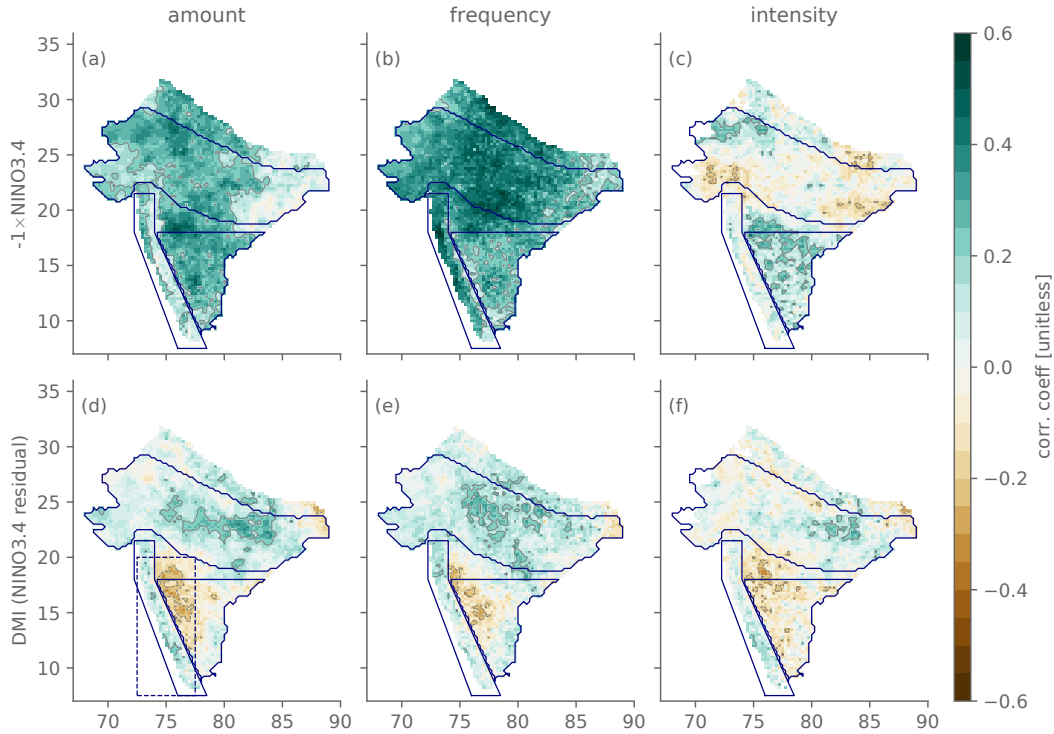 amount
frequency
intensity
(a)
(b)
(c)
35
30
25
20
15
10
-1×NINO3.4
(d)
(e)
(f)
35
30
25
20
15
10
DMI (NINO3.4 residual)
70
75
80
85
90
70
75
80
85
90
70
75
80
85
90
0.6
0.4
0.2
0.0
−0.2
−0.4
−0.6
corr. coeff [unitless]